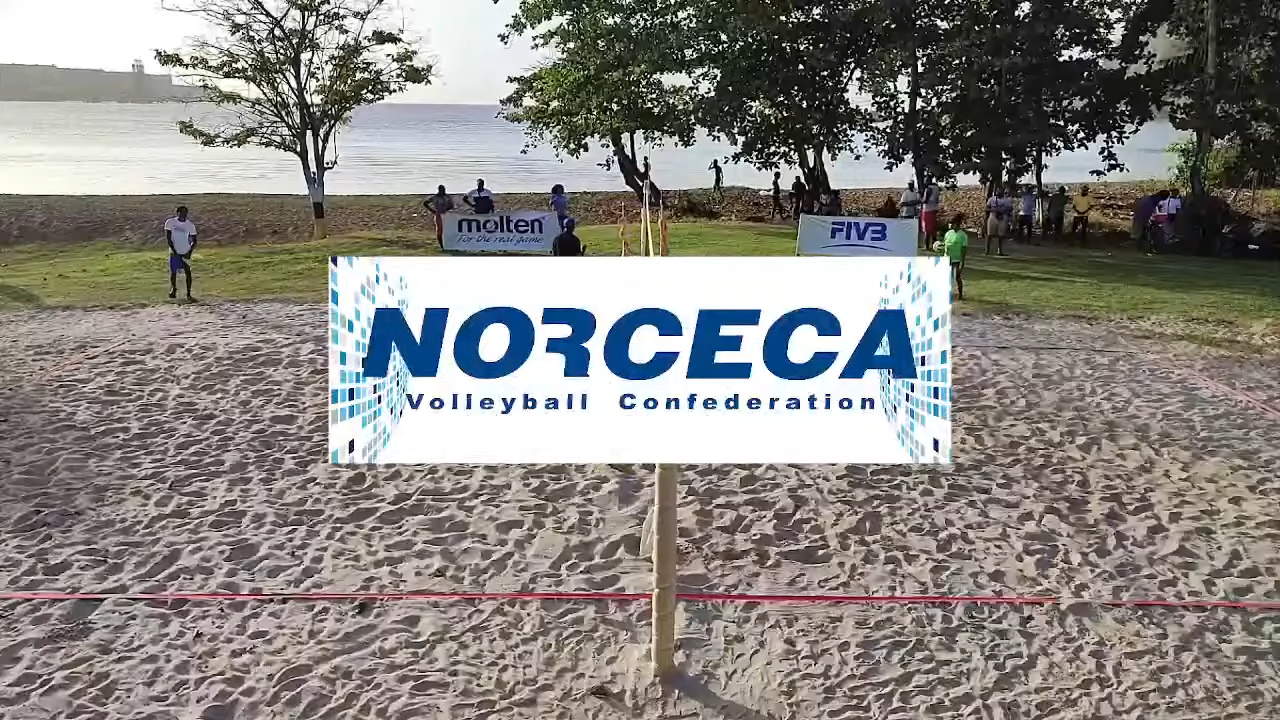 molten
For the real game
FIVB
NORCECA
Volleyball Confederation